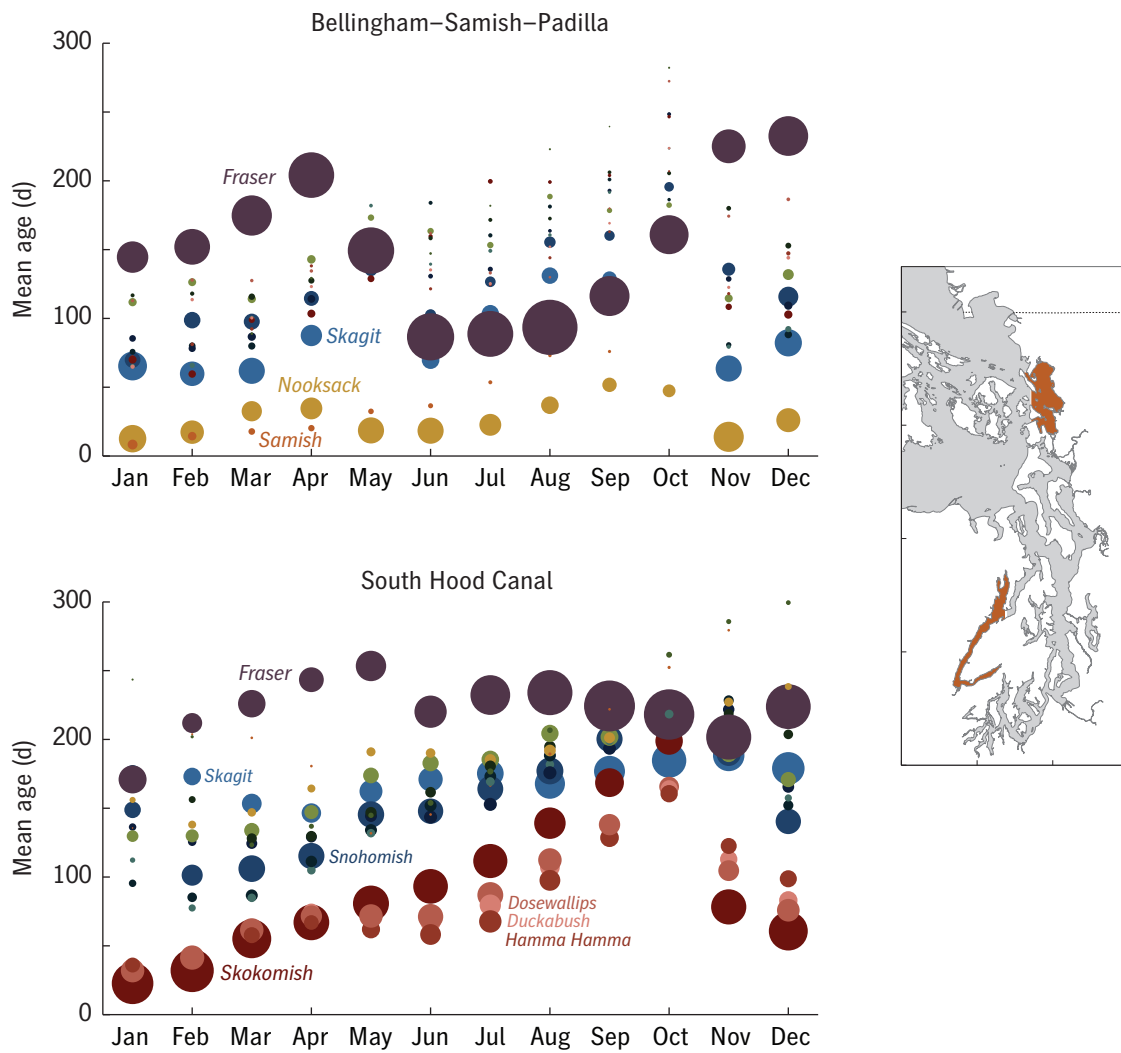 Bellingham–Samish–Padilla
300
200
100
0
Mean age (d)
Fraser
Skagit
Nooksack
Samish
Jan Feb Mar Apr May Jun Jul Aug Sep Oct Nov Dec
South Hood Canal
300
200
100
0
Mean age (d)
Fraser
Skagit
Snohomish
Dosewallips
Duckabush
Hamma Hamma
Skokomish
Jan Feb Mar Apr May Jun Jul Aug Sep Oct Nov Dec